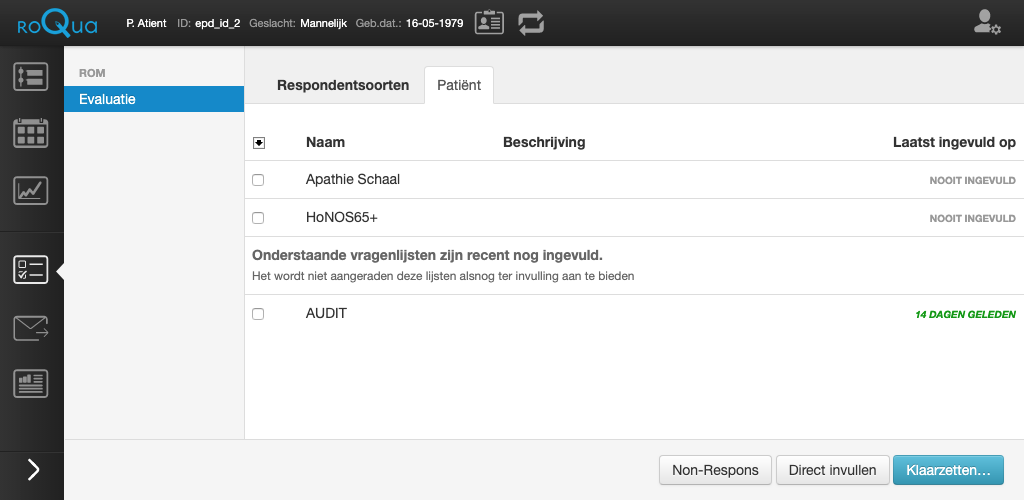 roQua
P. Atient ID: epd_id_2 Geslacht: Mannelijk Geb.dat.: 16-05-1979
ROM
Evaluatie
Respondentsoorten Patiënt
Naam Beschrijving Laatst ingevuld op
Apathie Schaal NOOIT INGEVULD
HoNOS65+ NOOIT INGEVULD
Onderstaande vragenlijsten zijn recent nog ingevuld.
Het wordt niet aangeraden deze lijsten alsnog ter invulling aan te bieden
AUDIT 14 DAGEN GELEDEN
Non-Respons Direct invullen Klaarzetten...